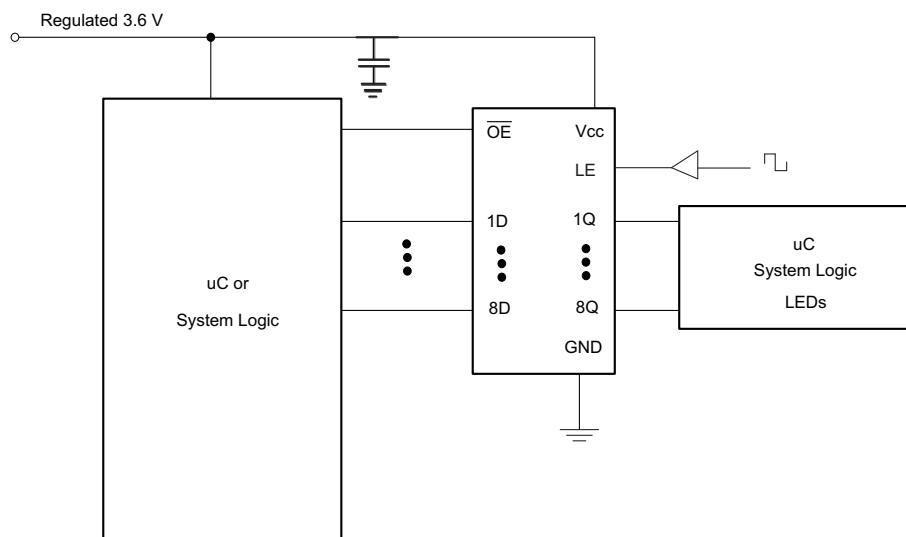 Regulated 3.6 V
OE
Vcc
LE
1D
1Q
uC or
System Logic
uC
System Logic
LEDs
8D
8Q
GND